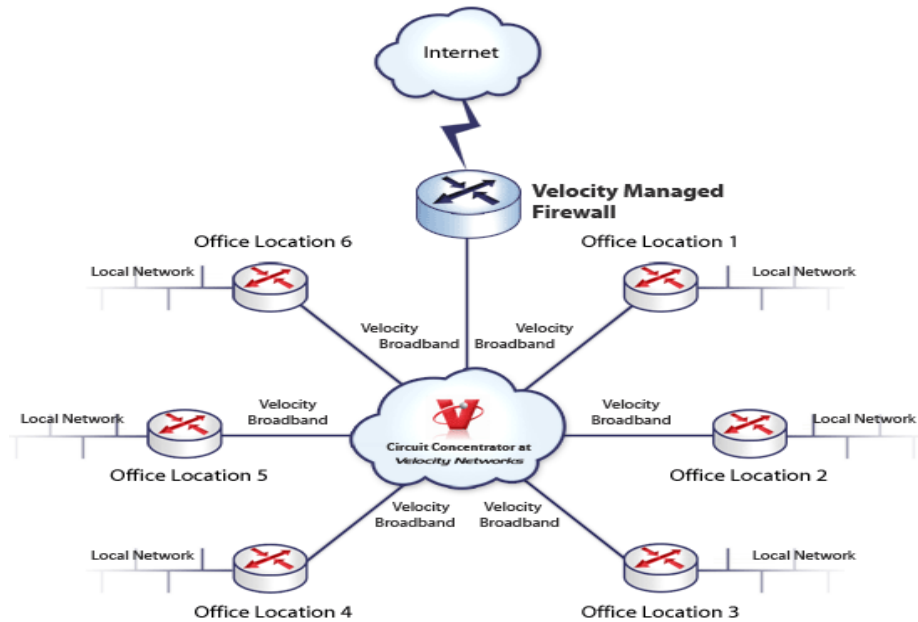 Internet
Velocity Managed
Firewall
Office Location 6
Office Location 1
Local Network
Local Network
Velocity
Broadband
Velocity
Broadband
Local Network
Velocity
Broadband
V
Circuit Concentrator at
Velocity Networks
Velocity
Broadband
Local Network
Office Location 5
Office Location 2
Velocity
Broadband
Velocity
Broadband
Local Network
Local Network
Office Location 4
Office Location 3